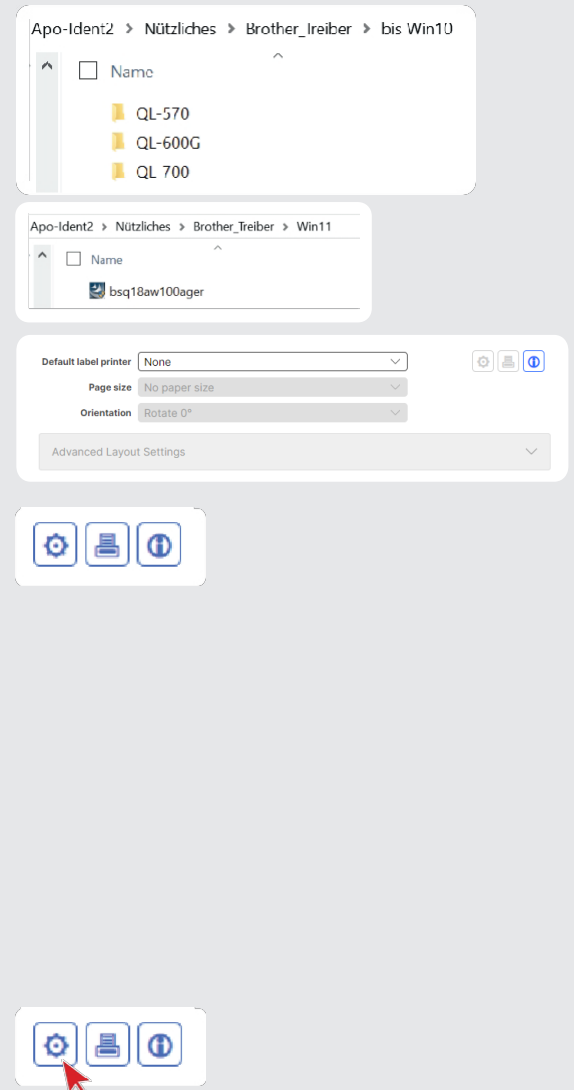 Apo-Ident2 > Nützliches > Brother_Treiber > bis Win10
Name
QL-570
QL-600G
QL 700
Apo-Ident2 > Nützliches > Brother_Treiber > Win11
Name
bsq18aw100ager
Default label printer None
Page size No paper size
Orientation Rotate 0°
Advanced Layout Settings